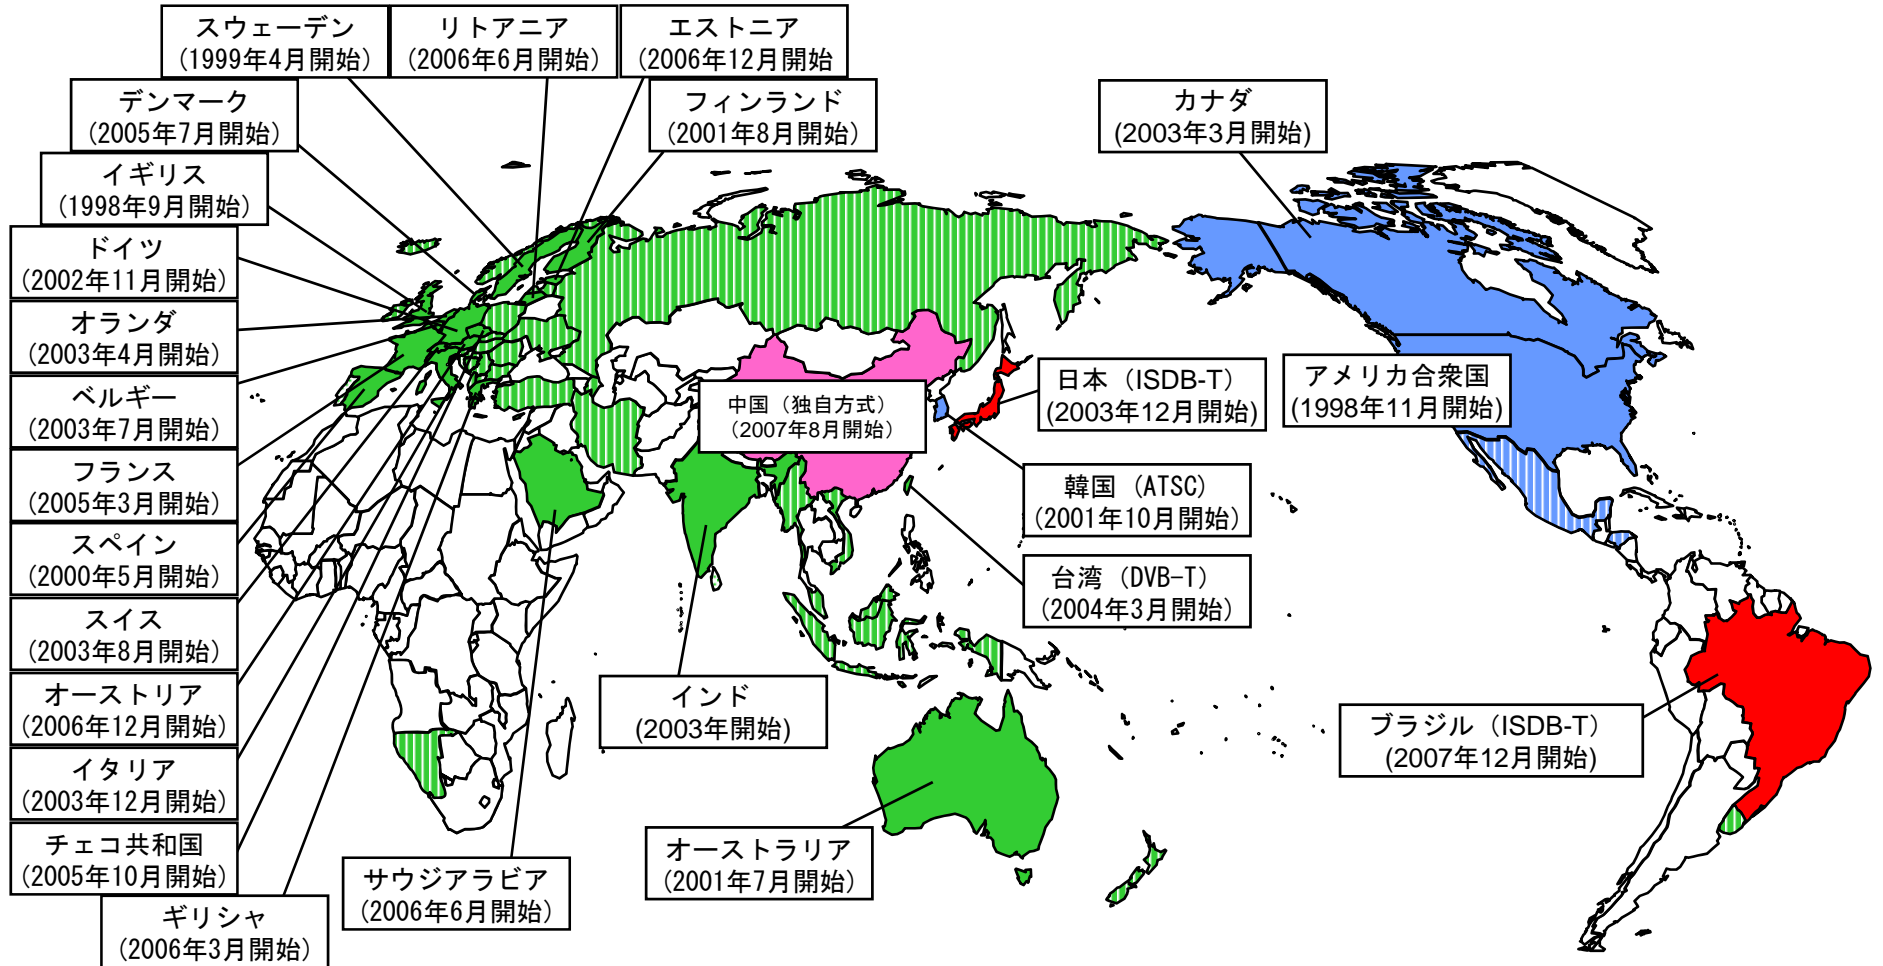 スウェーデン
(1999年4月開始)
リトアニア
(2006年6月開始)
エストニア
(2006年12月開始
デンマーク
(2005年7月開始)
フィンランド
(2001年8月開始)
カナダ
(2003年3月開始)
イギリス
(1998年9月開始)
ドイツ
(2002年11月開始)
オランダ
(2003年4月開始)
ベルギー
(2003年7月開始)
フランス
(2005年3月開始)
スペイン
(2000年5月開始)
スイス
(2003年8月開始)
オーストリア
(2006年12月開始)
イタリア
(2003年12月開始)
チェコ共和国
(2005年10月開始)
ギリシャ
(2006年3月開始)
サウジアラビア
(2006年6月開始)
中国（独自方式）
（2007年8月開始）
日本（ISDB-T）
(2003年12月開始)
アメリカ合衆国
(1998年11月開始)
韓国（ATSC）
(2001年10月開始)
台湾（DVB-T）
(2004年3月開始)
インド
(2003年開始)
オーストラリア
(2001年7月開始)
ブラジル（ISDB-T）
(2007年12月開始)